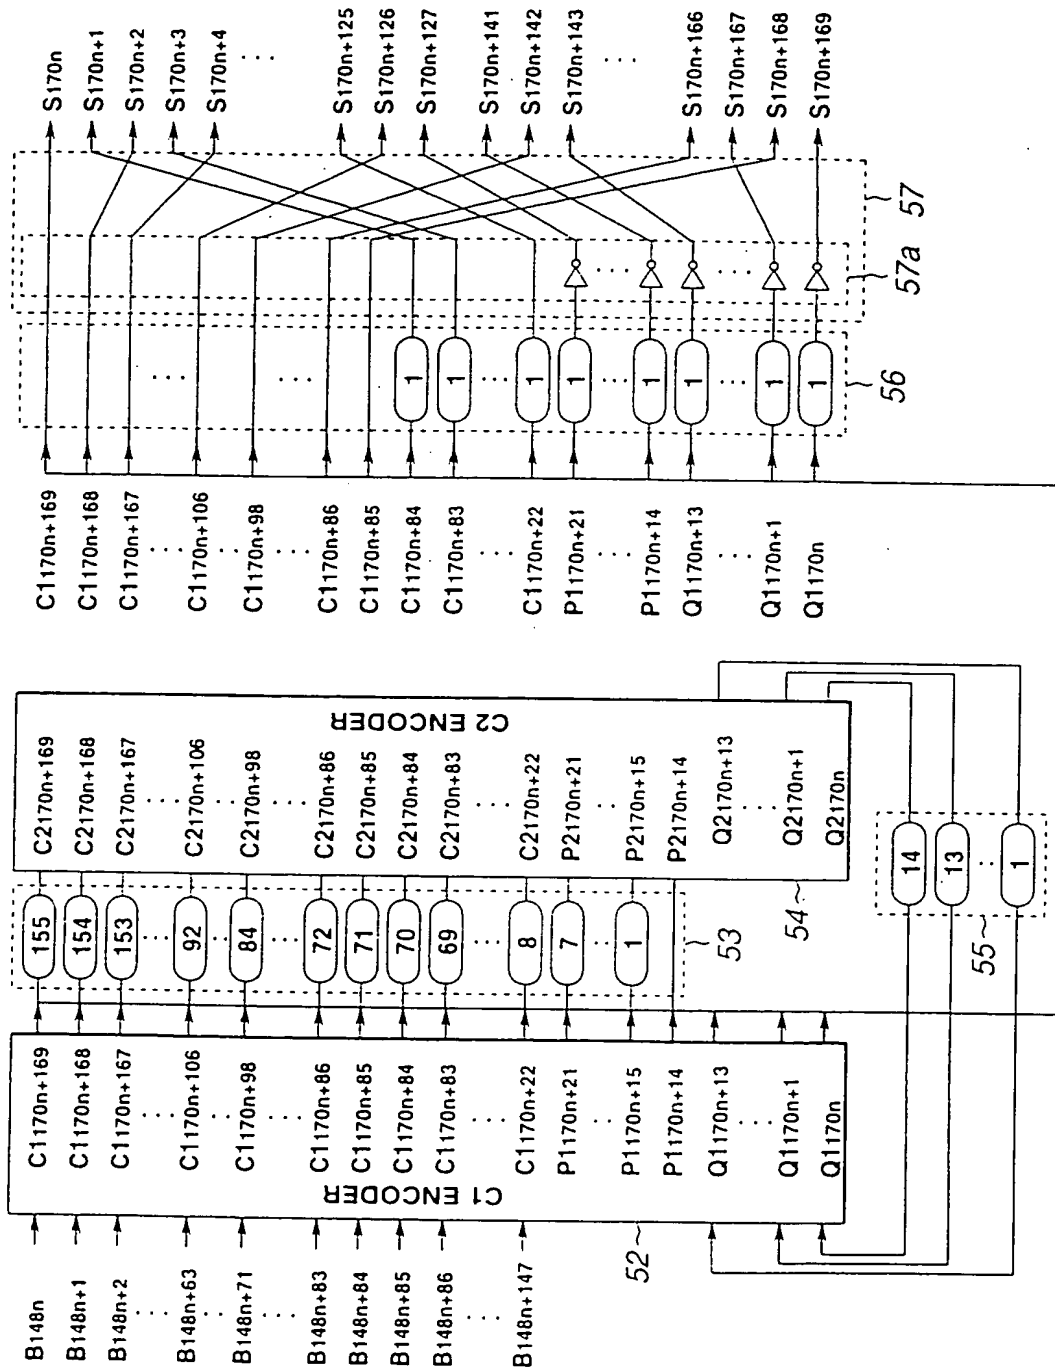 B148n
B148n+1
B148n+2
B148n+63
B148n+71
B148n+83
B148n+84
B148n+85
B148n+86
B148n+147
C1 ENCODER
C1170n+169
C1170n+168
C1170n+167
C1170n+106
C1170n+98
C1170n+86
C1170n+85
C1170n+84
C1170n+83
C1170n+22
P1170n+21
P1170n+15
P1170n+14
Q1170n+13
Q1170n+1
Q1170n
52
155
154
153
92
84
72
71
70
69
8
7
1
53
C2 ENCODER
C2170n+169
C2170n+168
C2170n+167
C2170n+106
C2170n+98
C2170n+86
C2170n+85
C2170n+84
C2170n+83
C2170n+22
P2170n+21
P2170n+15
P2170n+14
Q2170n+13
Q2170n+1
Q2170n
54
14
13
1
55
C1170n+169
C1170n+168
C1170n+167
C1170n+106
C1170n+98
C1170n+86
C1170n+85
C1170n+84
C1170n+83
C1170n+22
P1170n+21
P1170n+14
Q1170n+13
Q1170n+1
Q1170n
1
1
1
1
1
1
1
1
56
57a
57
S170n
S170n+1
S170n+2
S170n+3
S170n+4
S170n+125
S170n+126
S170n+127
S170n+141
S170n+142
S170n+143
S170n+166
S170n+167
S170n+168
S170n+169